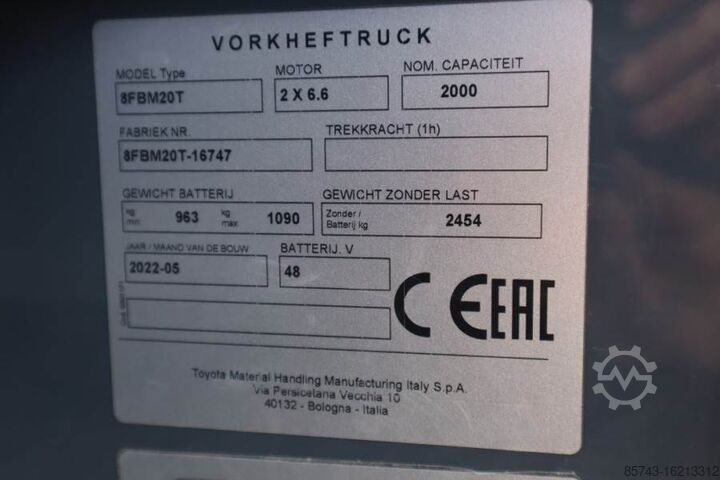 VORKHEFTRUCK
MODEL Type
8FBM20T
MOTOR
2 X 6.6
NOM. CAPACITEIT
2000
FABRIEK NR.
8FBM20T-16747
TREKKRACHT (1h)
GEWICHT BATTERIJ
kg min. 963 kg max. 1090
GEWICHT ZONDER LAST
Zonder / Batterij kg 2454
JAAR / MAAND VAN DE BOUW
2022-05
BATTERIJ. V
48
CE EAC
Toyota Material Handling Manufacturing Italy S.p.A.
Via Persicetana Vecchia 10
40132 - Bologna - Italia
85743-16213312